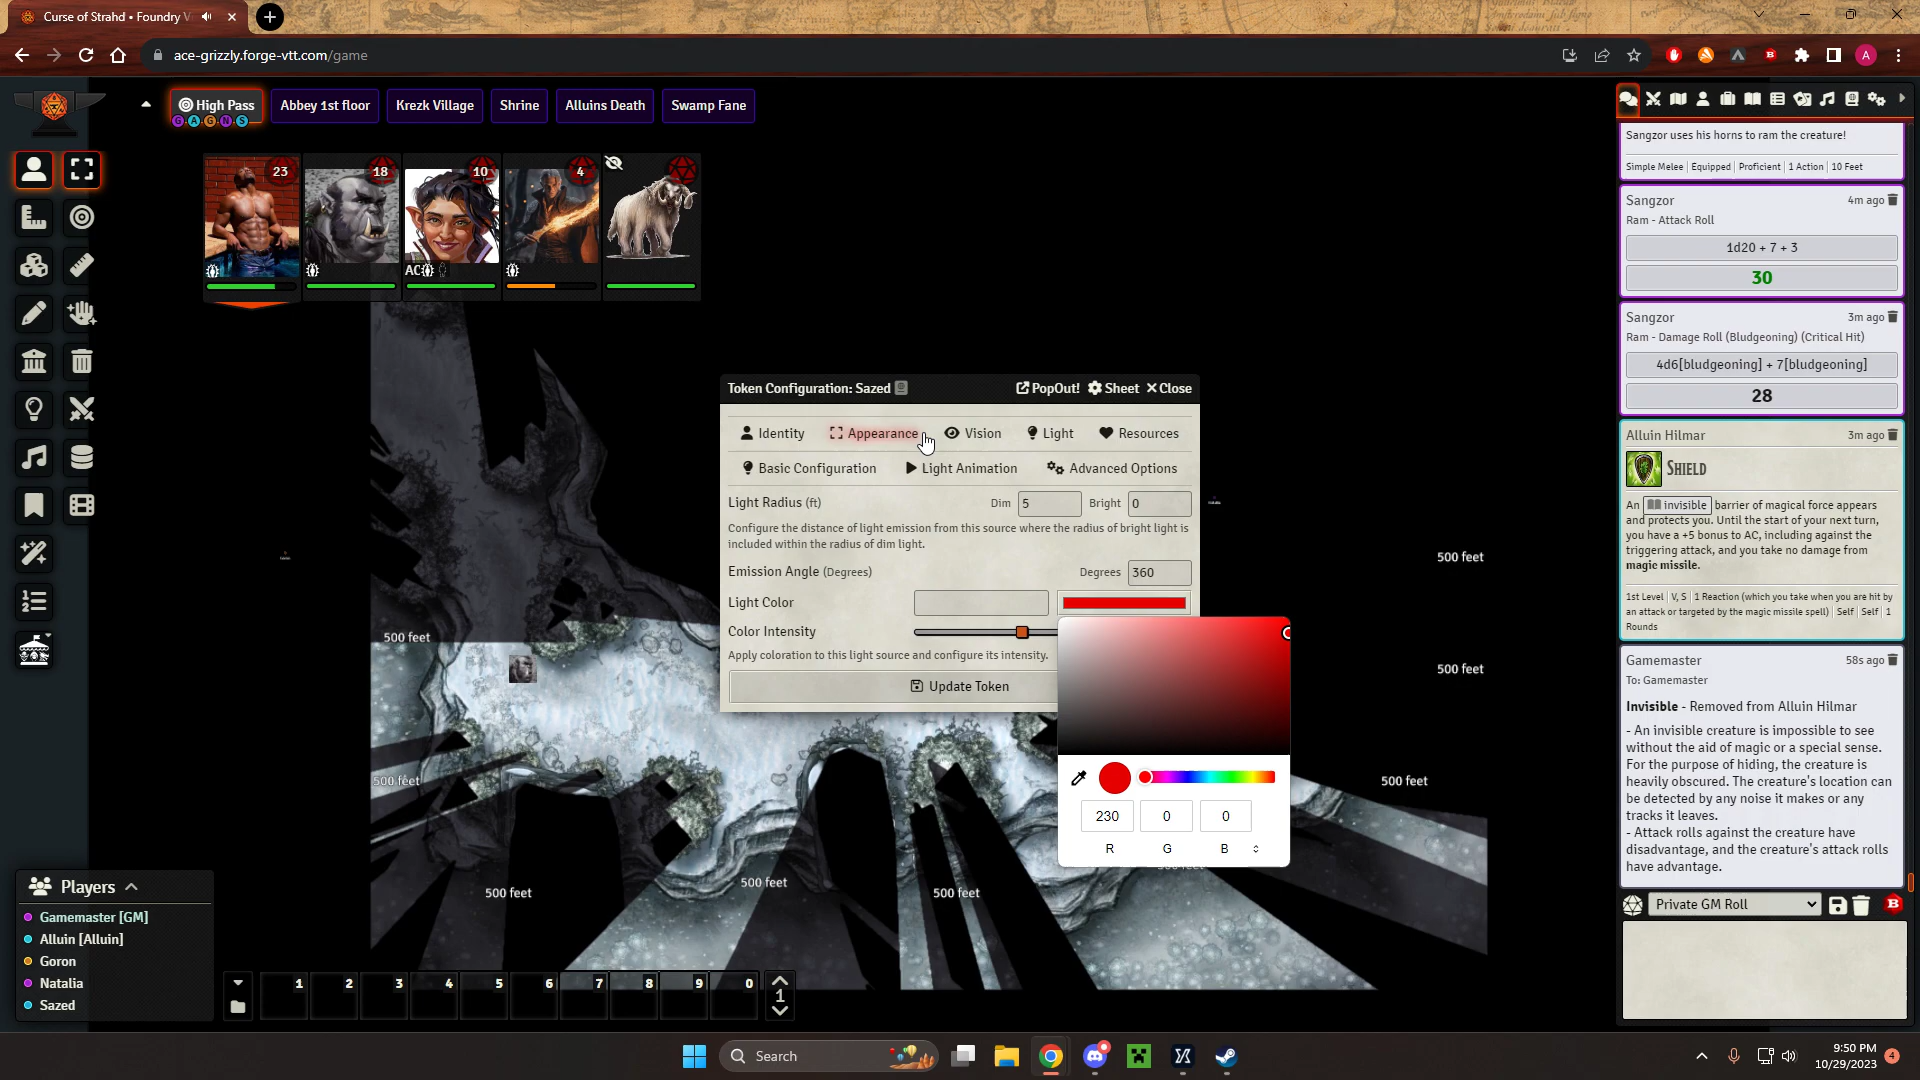 Curse of Strahd • Foundry V
ace-grizzly.forge-vtt.com/game
High Pass
G A G N S
Abbey 1st floor
Krezk Village
Shrine
Alluins Death
Swamp Fane
23
18
10
4
AC
Token Configuration: Sazed
PopOut!
Sheet
Close
Identity
Appearance
Vision
Light
Resources
Basic Configuration
Light Animation
Advanced Options
Light Radius (ft)
Dim 5 Bright 0
Configure the distance of light emission from this source where the radius of bright light is
included within the radius of dim light.
Emission Angle (Degrees)
Degrees 360
Light Color
Color Intensity
Apply coloration to this light source and configure its intensity.
Update Token
230 0 0
R G B
500 feet
500 feet
500 feet
500 feet
500 feet
500 feet
500 feet
500 feet
Players
Gamemaster [GM]
Alluin [Alluin]
Goron
Natalia
Sazed
1 2 3 4 5 6 7 8 9 0
1
Sangzor uses his horns to ram the creature!
Simple Melee Equipped Proficient 1 Action 10 Feet
Sangzor 4m ago
Ram - Attack Roll
1d20 + 7 + 3
30
Sangzor 3m ago
Ram - Damage Roll (Bludgeoning) (Critical Hit)
4d6[bludgeoning] + 7[bludgeoning]
28
Alluin Hilmar 3m ago
SHIELD
An invisible barrier of magical force appears
and protects you. Until the start of your next turn,
you have a +5 bonus to AC, including against the
triggering attack, and you take no damage from
magic missile.
1st Level V, S 1 Reaction (which you take when you are hit by
an attack or targeted by the magic missile spell) Self Self 1
Rounds
Gamemaster 58s ago
To: Gamemaster
Invisible - Removed from Alluin Hilmar
- An invisible creature is impossible to see
without the aid of magic or a special sense.
For the purpose of hiding, the creature is
heavily obscured. The creature's location can
be detected by any noise it makes or any
tracks it leaves.
- Attack rolls against the creature have
disadvantage, and the creature's attack rolls
have advantage.
Private GM Roll
B
Search
9:50 PM
10/29/2023
4